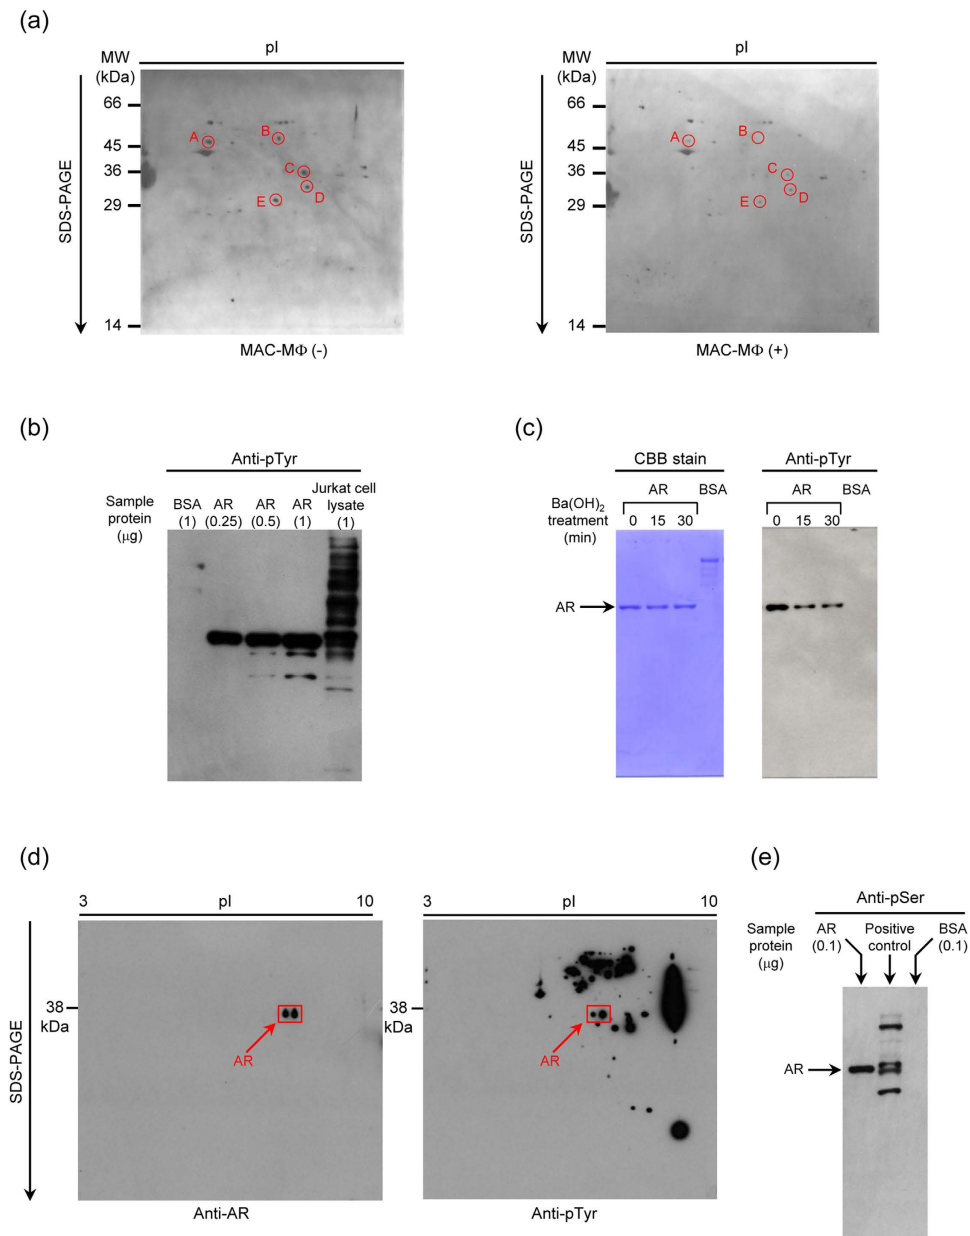 (a)
pI
MW
(kDa)
66
45
36
29
14
SDS-PAGE
A
B
C
D
E
MAC-MΦ (-)
pI
MW
(kDa)
66
45
36
29
14
SDS-PAGE
A
B
C
D
E
MAC-MΦ (+)
(b)
Anti-pTyr
Sample
protein
(μg)
BSA
(1)
AR
(0.25)
AR
(0.5)
AR
(1)
Jurkat cell
lysate
(1)
(c)
CBB stain
AR
BSA
Ba(OH)2
treatment
(min)
0 15 30
AR
Anti-pTyr
AR
BSA
0 15 30
(d)
3 pI 10
38
kDa
SDS-PAGE
AR
Anti-AR
3 pI 10
38
kDa
AR
Anti-pTyr
(e)
Anti-pSer
Sample
protein
(μg)
AR
(0.1)
Positive
control
BSA
(0.1)
AR